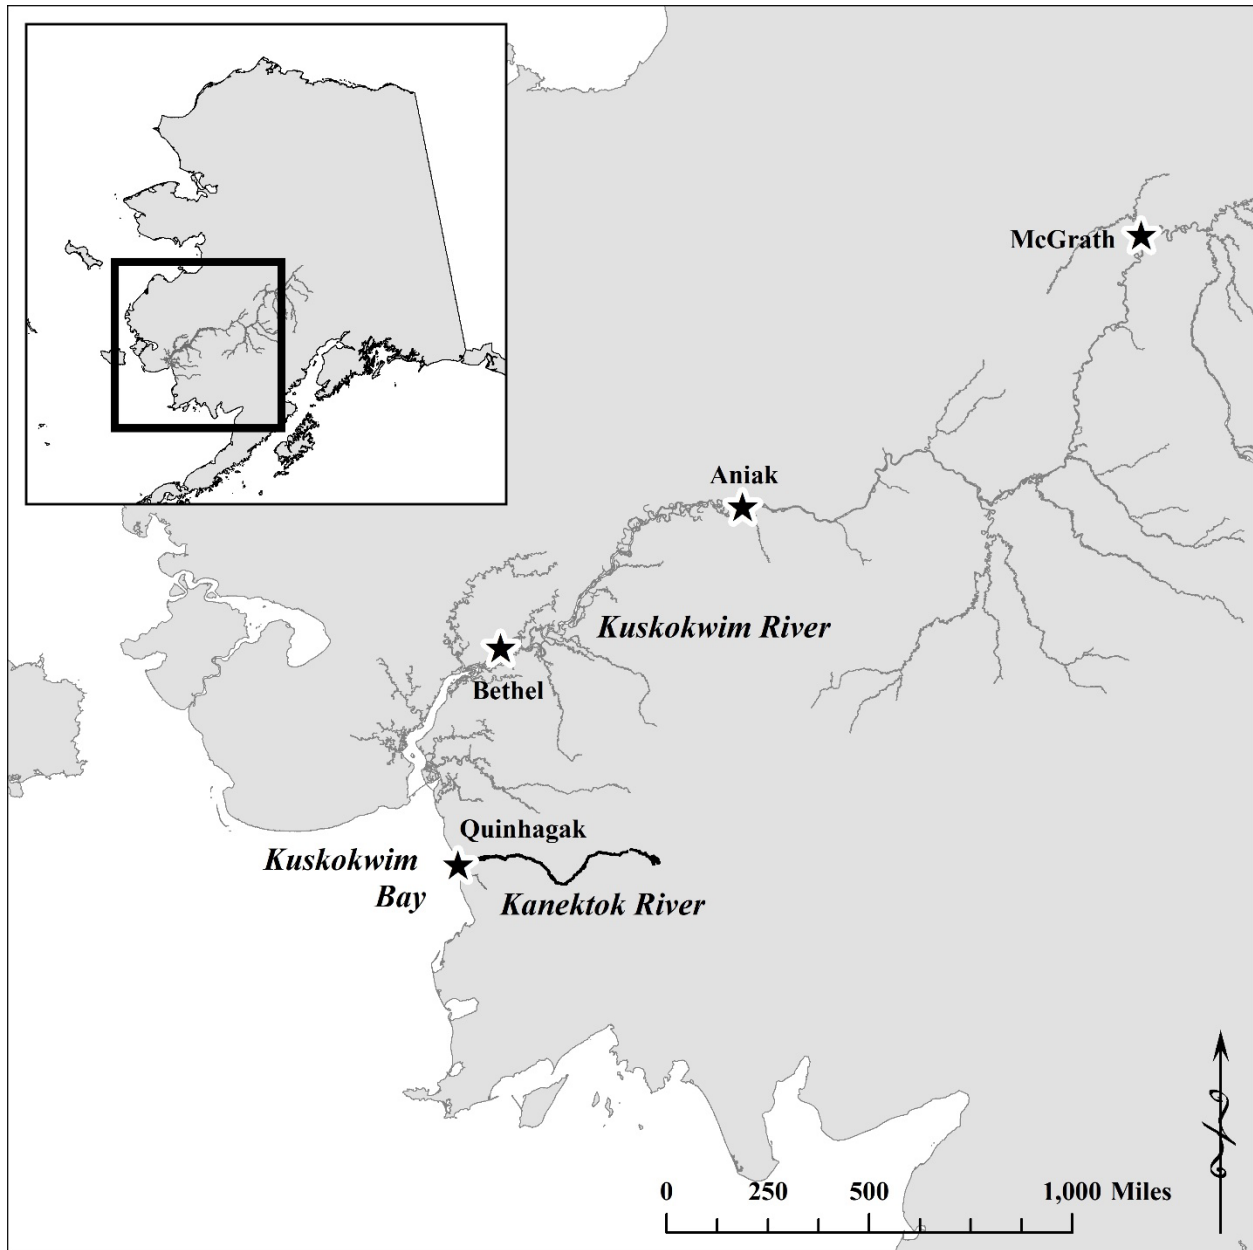 McGrath
Aniak
Kuskokwim River
Bethel
Quinhagak
Kuskokwim
Bay
Kanektok River
0 250 500 1,000 Miles
N